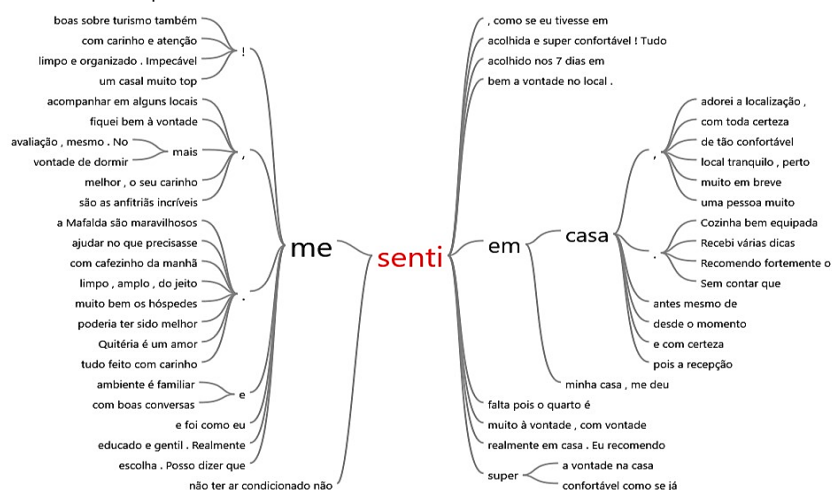 boas sobre turismo também
com carinho e atenção
limpo e organizado . Impecável
um casal muito top
!
acompanhar em alguns locais
fiquei bem à vontade
avaliação , mesmo . No
vontade de dormir
mais
,
melhor , o seu carinho
são as anfitriãs incríveis
a Mafalda são maravilhosos
ajudar no que precisasse
com cafezinho da manhã
limpo , amplo , do jeito
.
muito bem os hóspedes
poderia ter sido melhor
Quitéria é um amor
tudo feito com carinho
ambiente é familiar
e
com boas conversas
e foi como eu
educado e gentil . Realmente
escolha . Posso dizer que
não ter ar condicionado não
me
senti
, como se eu tivesse em
acolhida e super confortável ! Tudo
acolhido nos 7 dias em
bem a vontade no local .
em
casa
,
adorei a localização ,
com toda certeza
de tão confortável
local tranquilo , perto
muito em breve
uma pessoa muito
.
Cozinha bem equipada
Recebi várias dicas
Recomendo fortemente o
Sem contar que
antes mesmo de
desde o momento
e com certeza
pois a recepção
minha casa , me deu
falta pois o quarto é
muito à vontade , com vontade
realmente em casa . Eu recomendo
super
a vontade na casa
confortável como se já